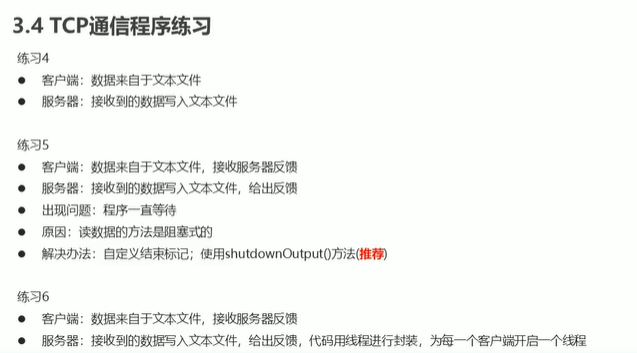 3.4 TCP通信程序练习
练习4
● 客户端：数据来自于文本文件
● 服务器：接收到的数据写入文本文件
练习5
● 客户端：数据来自于文本文件，接收服务器反馈
● 服务器：接收到的数据写入文本文件，给出反馈
● 出现问题：程序一直等待
● 原因：读数据的方法是阻塞式的
● 解决办法：自定义结束标记；使用shutdownOutput()方法(推荐)
练习6
● 客户端：数据来自于文本文件，接收服务器反馈
● 服务器：接收到的数据写入文本文件，给出反馈，代码用线程进行封装，为每一个客户端开启一个线程